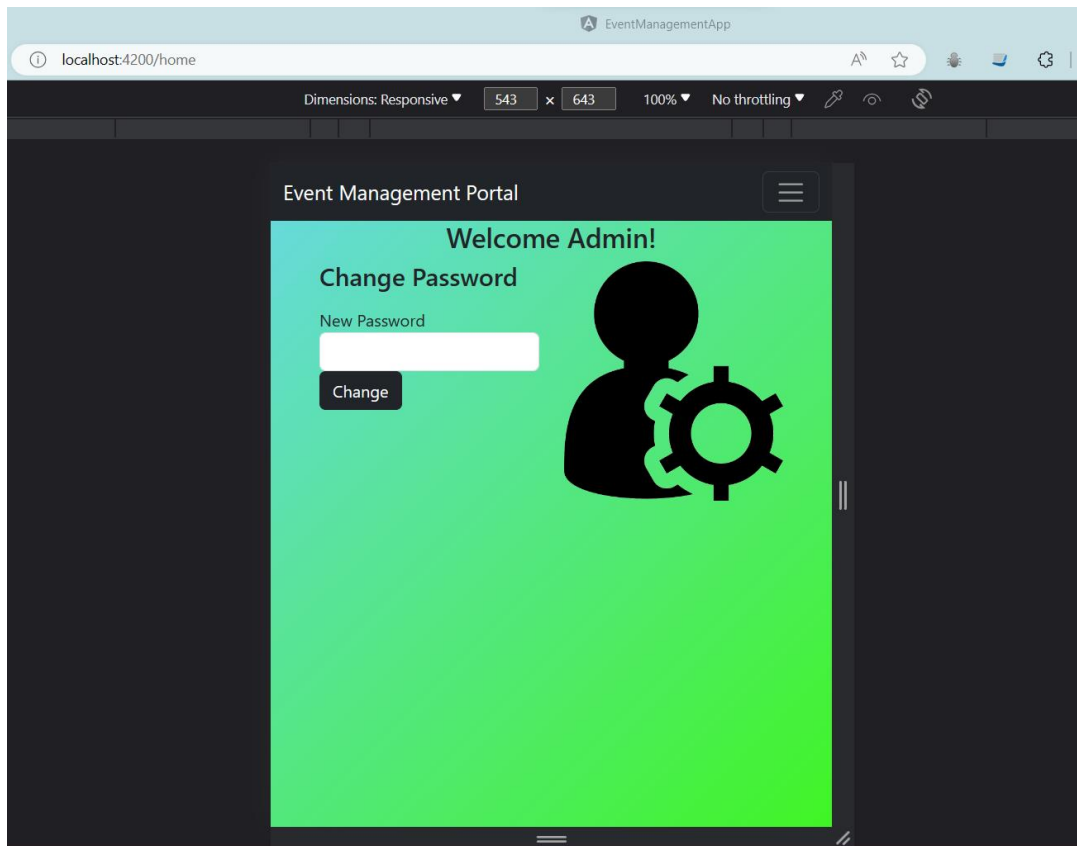 EventManagementApp
localhost:4200/home
Dimensions: Responsive 543 x 643 100% No throttling
Event Management Portal
Welcome Admin!
Change Password
New Password
Change